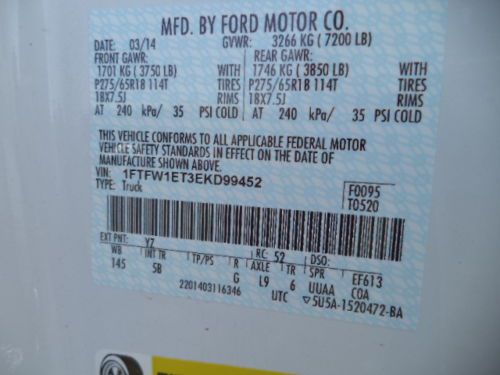 MFD. BY FORD MOTOR CO.
DATE: 03/14 GVWR: 3266 KG ( 7200 LB)
FRONT GAWR: REAR GAWR:
1701 KG ( 3750 LB) WITH 1746 KG ( 3850 LB) WITH
P275/65R18 114T TIRES P275/65R18 114T TIRES
18X7.5J RIMS 18X7.5J RIMS
AT 240 kPa/ 35 PSI COLD AT 240 kPa/ 35 PSI COLD
THIS VEHICLE CONFORMS TO ALL APPLICABLE FEDERAL MOTOR
VEHICLE SAFETY STANDARDS IN EFFECT ON THE DATE OF
MANUFACTURE SHOWN ABOVE.
VIN: 1FTFW1ET3EKD99452 F0095
TYPE: Truck T0520
EXT PNT: YZ RC: 52 DSO:
WB INT TR TP/PS R AXLE TR SPR EF613
145 5B G L9 6 UUAA COA
2201403116346 UTC 5U5A-1520472-BA